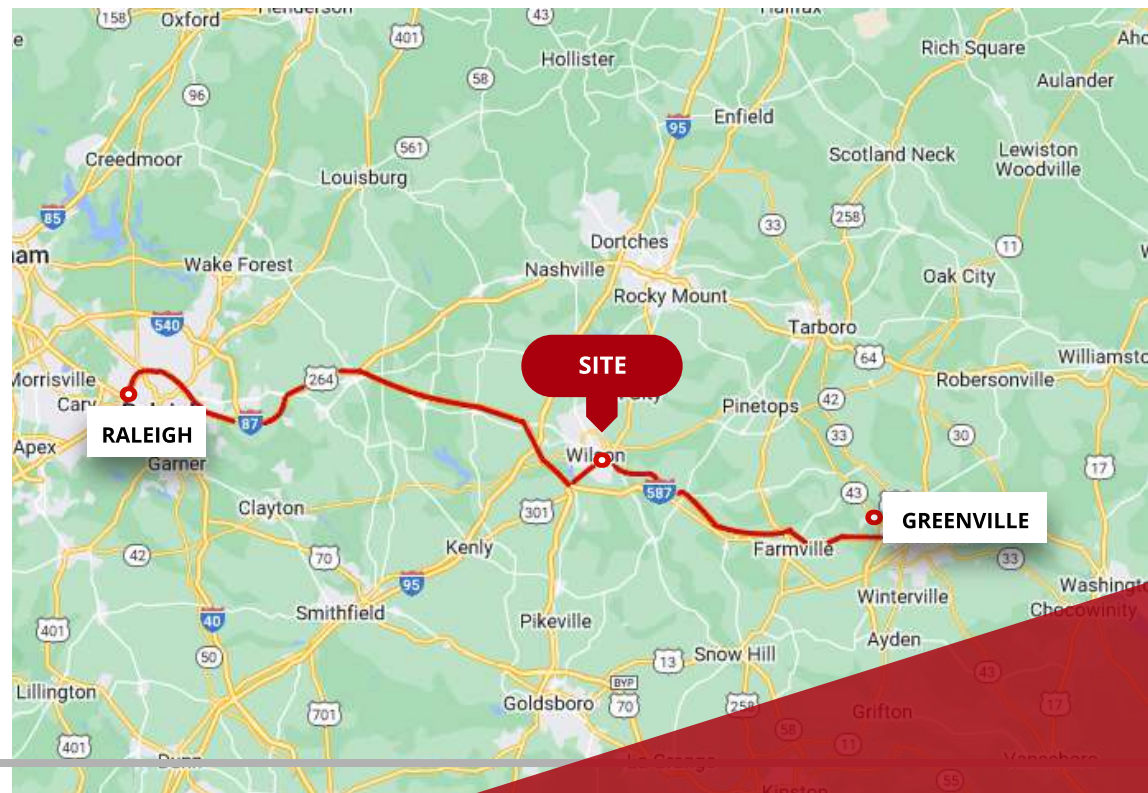 158
Oxford
Henderson
43
Halifax
401
Rich Square
Hollister
58
Aulander
96
Enfield
95
Creedmoor
561
Scotland Neck
Lewiston
Woodville
Louisburg
85
258
33
Dortches
11
Wake Forest
Nashville
Oak City
Rocky Mount
540
Tarboro
SITE
64
Morrisville
264
Robersonville
Cary
42
Pinetops
87
RALEIGH
33
30
Apex
Wilson
17
Garner
587
43
Clayton
301
GREENVILLE
Kenly
Farmville
42
70
33
95
Winterville
Chocowinity
Smithfield
40
Pikeville
401
Ayden
50
13
Snow Hill
43
Lillington
BYP
70
Goldsboro
258
17
701
Grifton
58
401
11
Dunn
La Grange
Vanceboro
55
Kinston